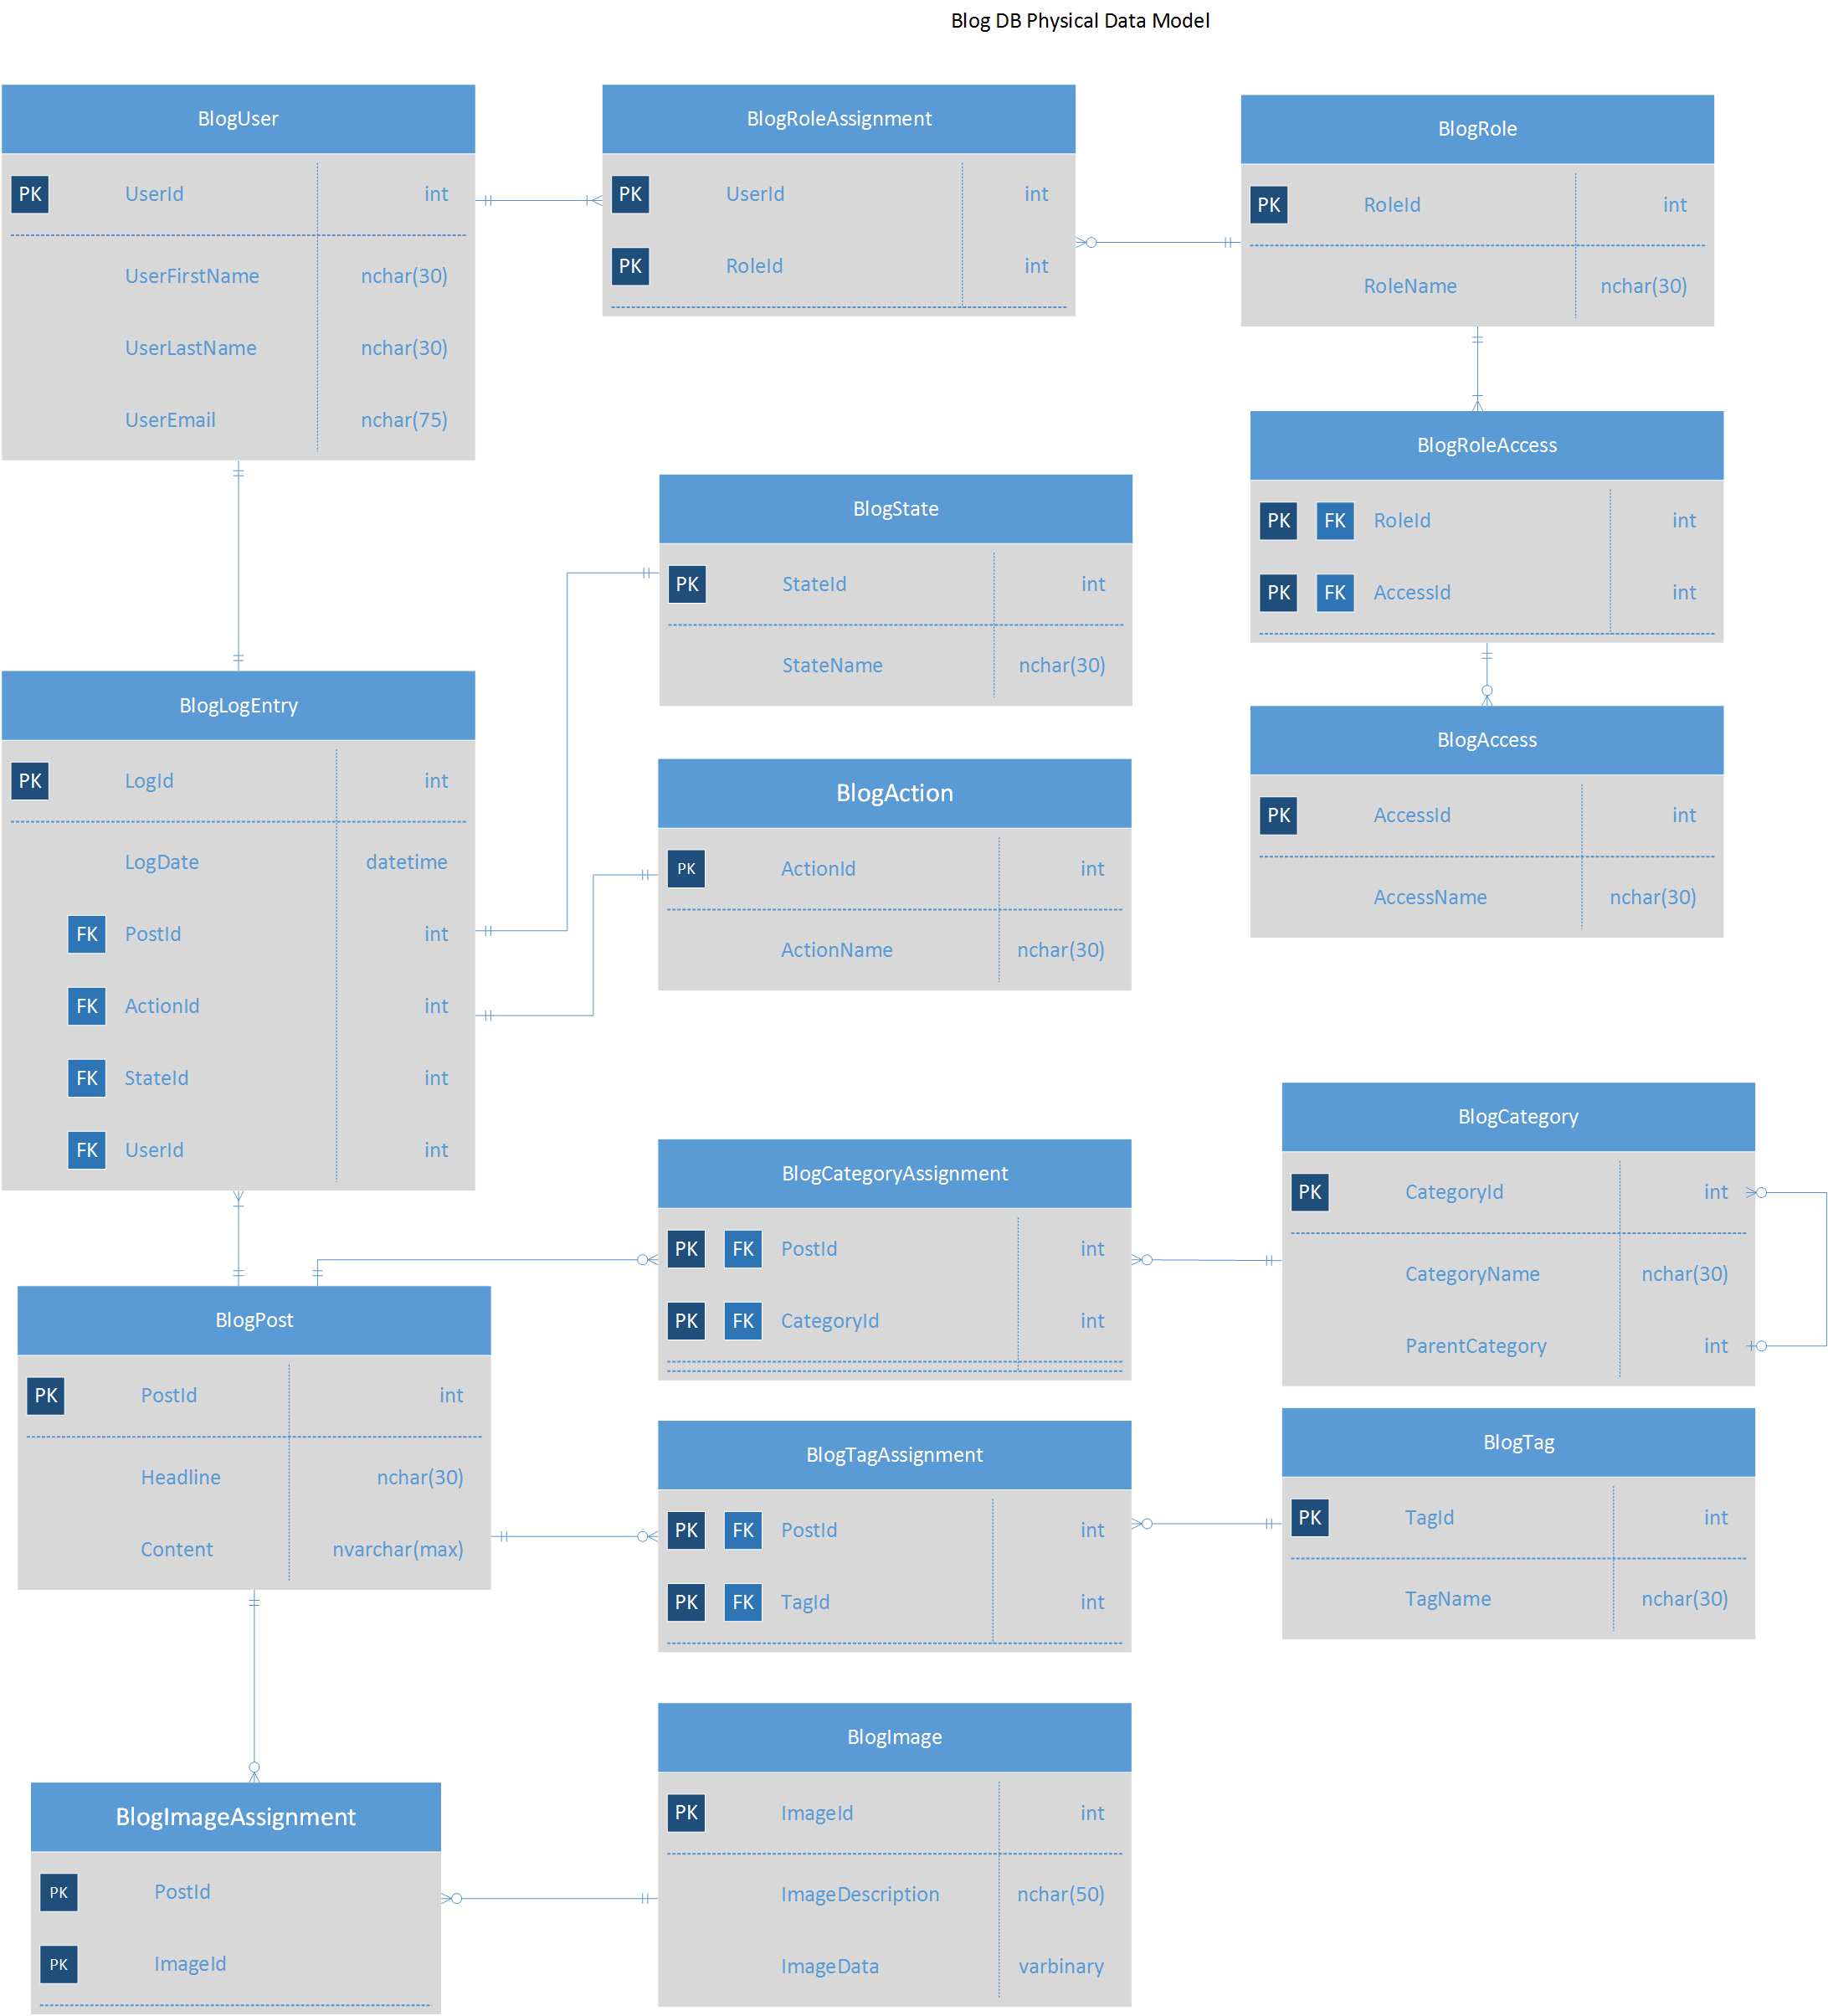 Blog DB Physical Data Model
BlogUser
PK UserId int
UserFirstName nchar(30)
UserLastName nchar(30)
UserEmail nchar(75)
BlogRoleAssignment
PK UserId int
PK RoleId int
BlogRole
PK RoleId int
RoleName nchar(30)
BlogRoleAccess
PK FK RoleId int
PK FK AccessId int
BlogState
PK StateId int
StateName nchar(30)
BlogLogEntry
PK LogId int
LogDate datetime
FK PostId int
FK ActionId int
FK StateId int
FK UserId int
BlogAction
PK ActionId int
ActionName nchar(30)
BlogAccess
PK AccessId int
AccessName nchar(30)
BlogCategoryAssignment
PK FK PostId int
PK FK CategoryId int
BlogCategory
PK CategoryId int
CategoryName nchar(30)
ParentCategory int
BlogPost
PK PostId int
Headline nchar(30)
Content nvarchar(max)
BlogTagAssignment
PK FK PostId int
PK FK TagId int
BlogTag
PK TagId int
TagName nchar(30)
BlogImageAssignment
PK PostId
PK ImageId
BlogImage
PK ImageId int
ImageDescription nchar(50)
ImageData varbinary